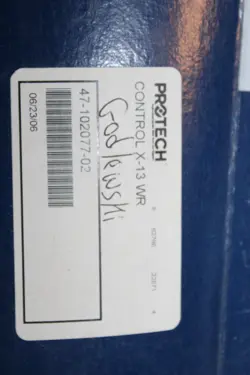 PROTECH
CONTROL X-13 WR
Godlewski
47-102077-02
06/23/06